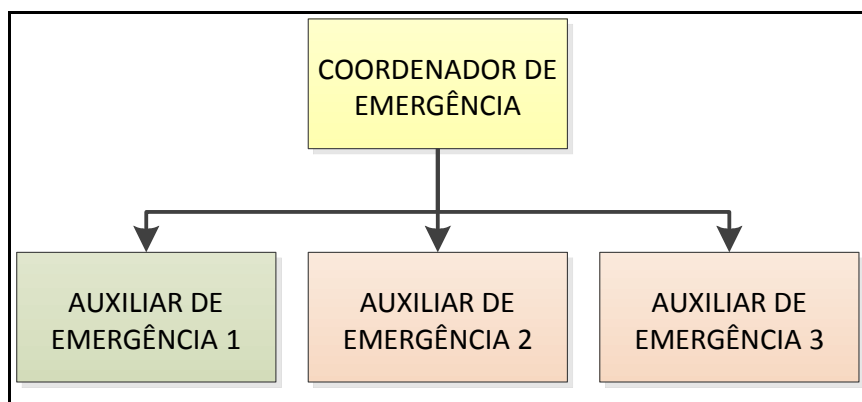 COORDENADOR DE
EMERGÊNCIA
AUXILIAR DE
EMERGÊNCIA 1
AUXILIAR DE
EMERGÊNCIA 2
AUXILIAR DE
EMERGÊNCIA 3